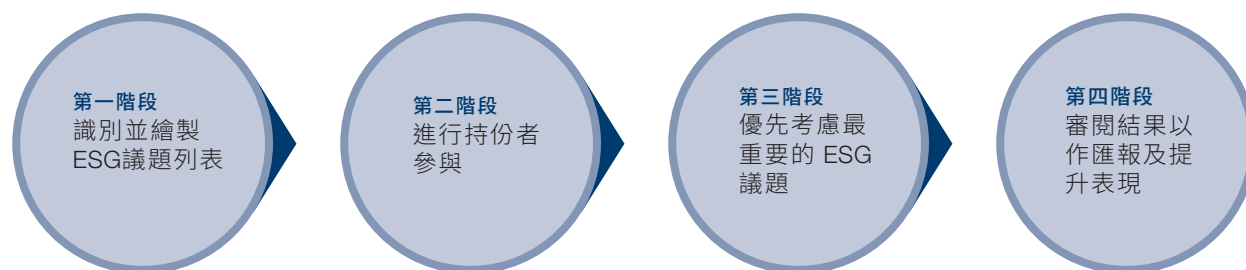 第一階段
識別並繪製
ESG議題列表
第二階段
進行持份者
參與
第三階段
優先考慮最
重要的 ESG
議題
第四階段
審閱結果以
作匯報及提
升表現